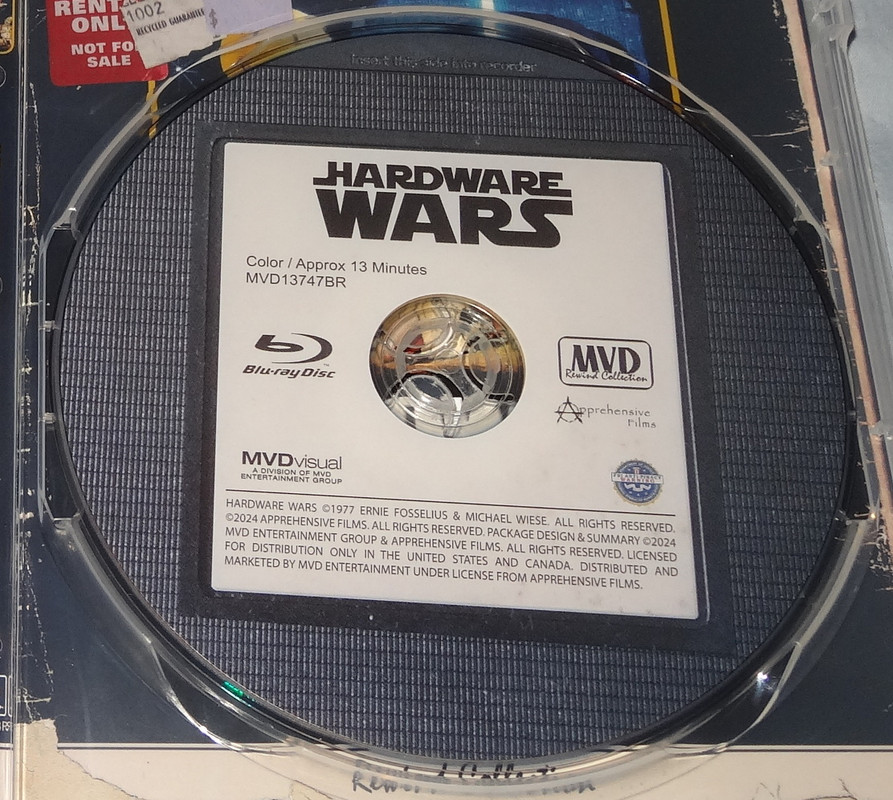 RENT
ONL
NOT FO
SALE
1002
RECYCLED GUARANTEE
$
Insert this side into recorder
HARDWARE
WARS
Color / Approx 13 Minutes
MVD13747BR
Blu-ray Disc
MVD
Rewind Collection
Apprehensive
Films
MVDvisual
A DIVISION OF MVD
ENTERTAINMENT GROUP
HARDWARE WARS ©1977 ERNIE FOSSELIUS & MICHAEL WIESE. ALL RIGHTS RESERVED.
©2024 APPREHENSIVE FILMS. ALL RIGHTS RESERVED. PACKAGE DESIGN & SUMMARY ©2024
MVD ENTERTAINMENT GROUP & APPREHENSIVE FILMS. ALL RIGHTS RESERVED. LICENSED
FOR DISTRIBUTION ONLY IN THE UNITED STATES AND CANADA. DISTRIBUTED AND
MARKETED BY MVD ENTERTAINMENT UNDER LICENSE FROM APPREHENSIVE FILMS.